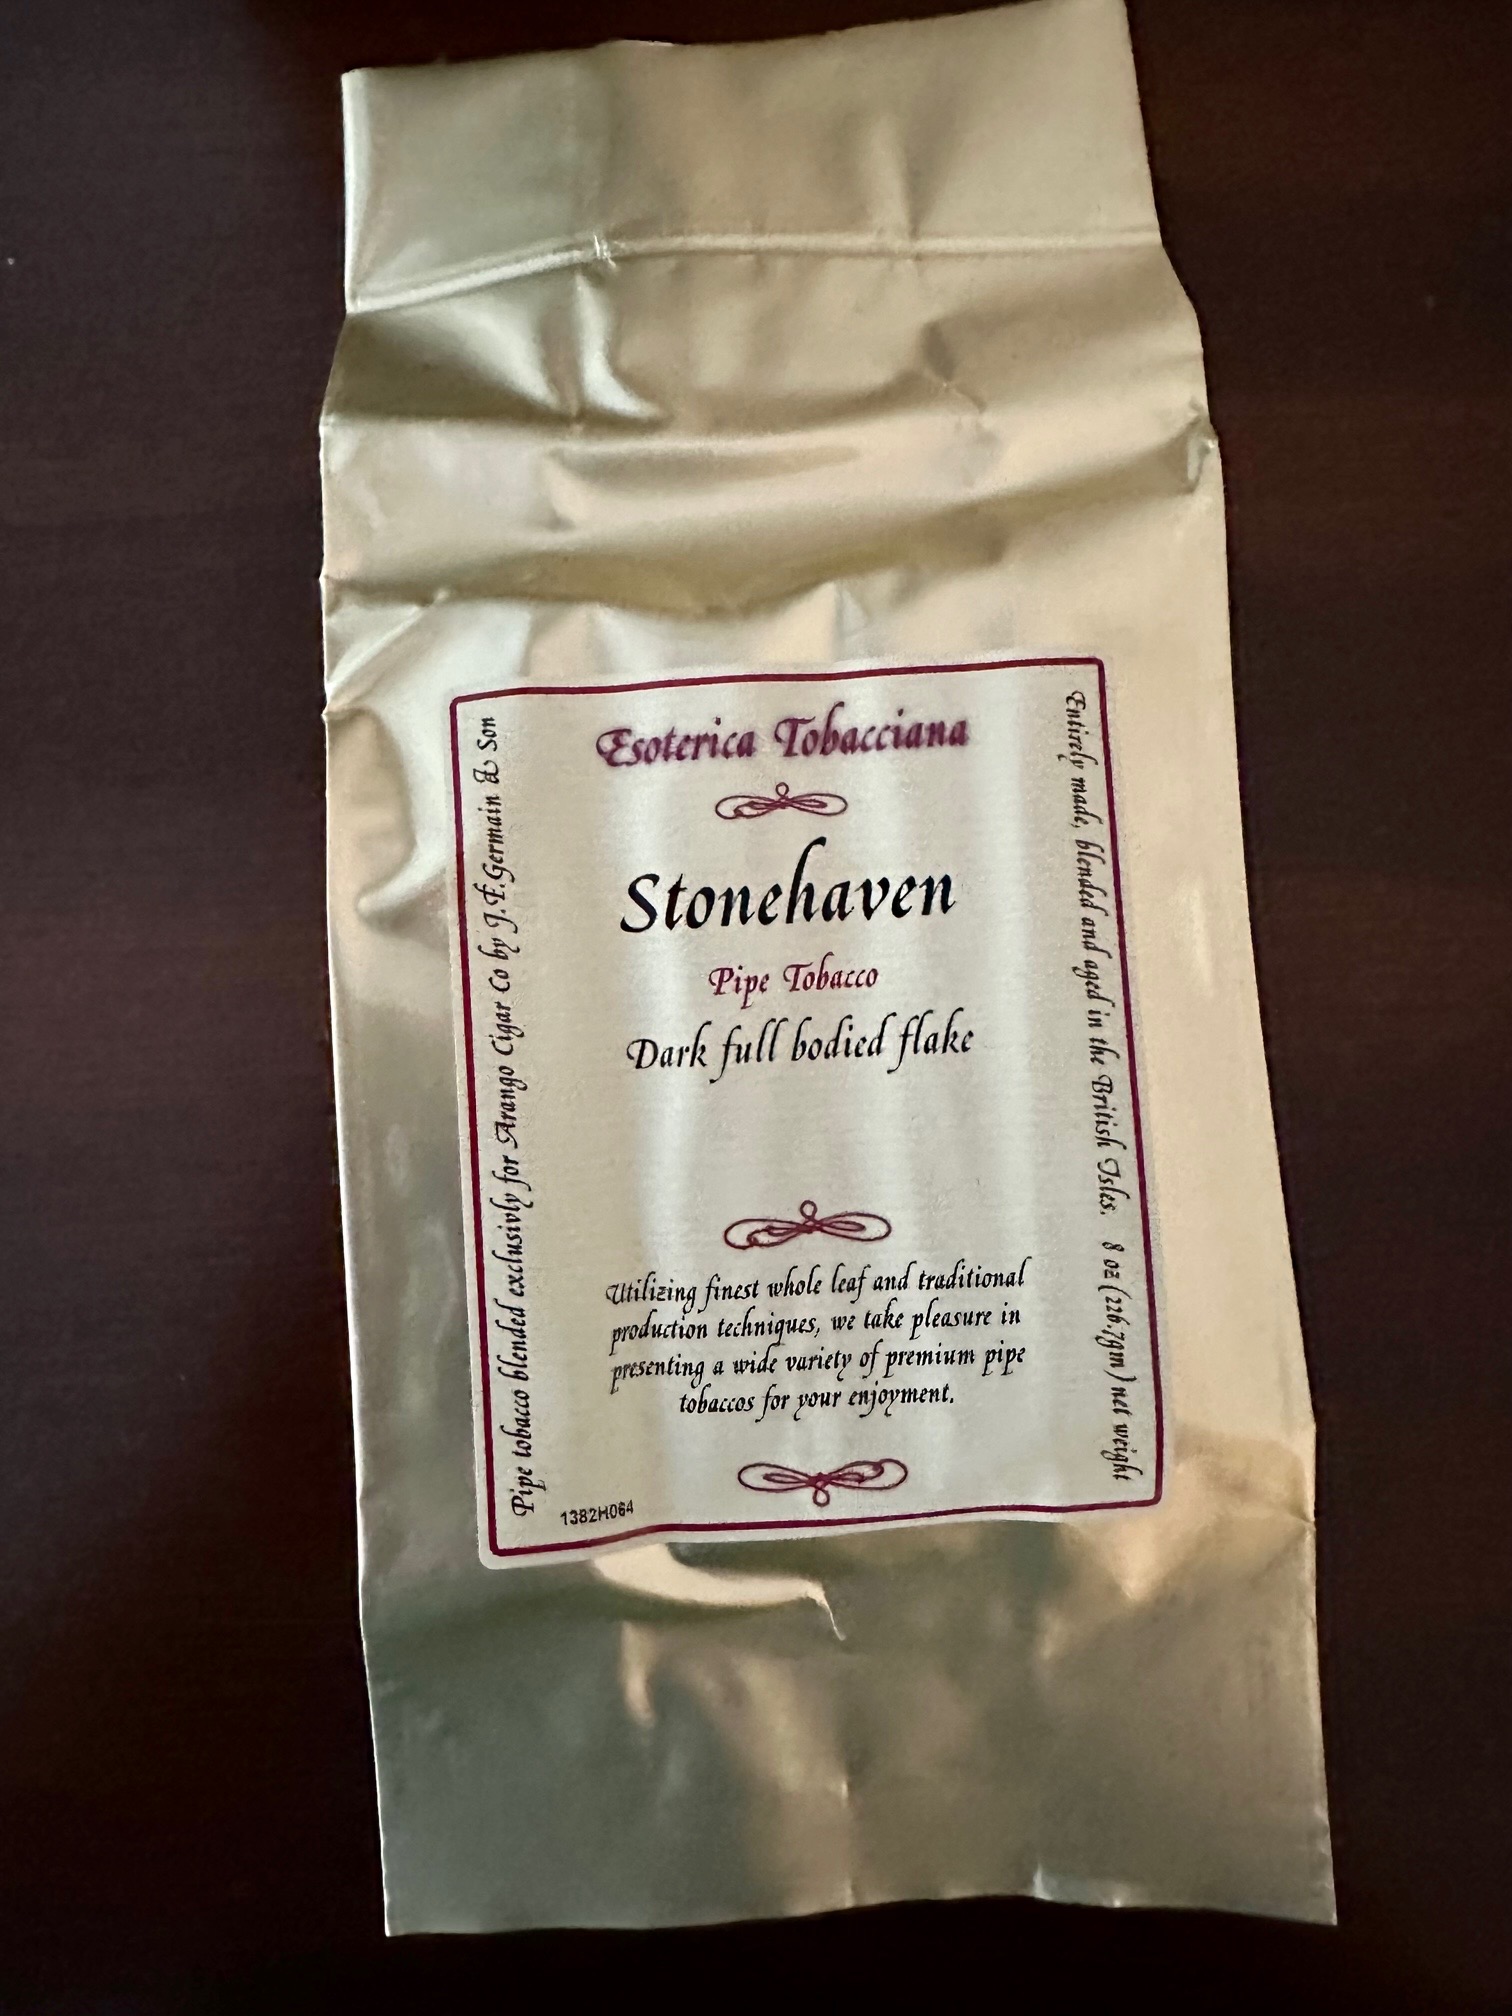 Esoterica Tobacciana
Stonehaven
Pipe Tobacco
Dark full bodied flake
Utilizing finest whole leaf and traditional
production techniques, we take pleasure in
presenting a wide variety of premium pipe
tobaccos for your enjoyment.
1382H064
Pipe tobacco blended exclusivly for Arango Cigar Co by J.F.Germain & Son
Entirely made, blended and aged in the British Isles. 8 oz (226.7gm) net weight